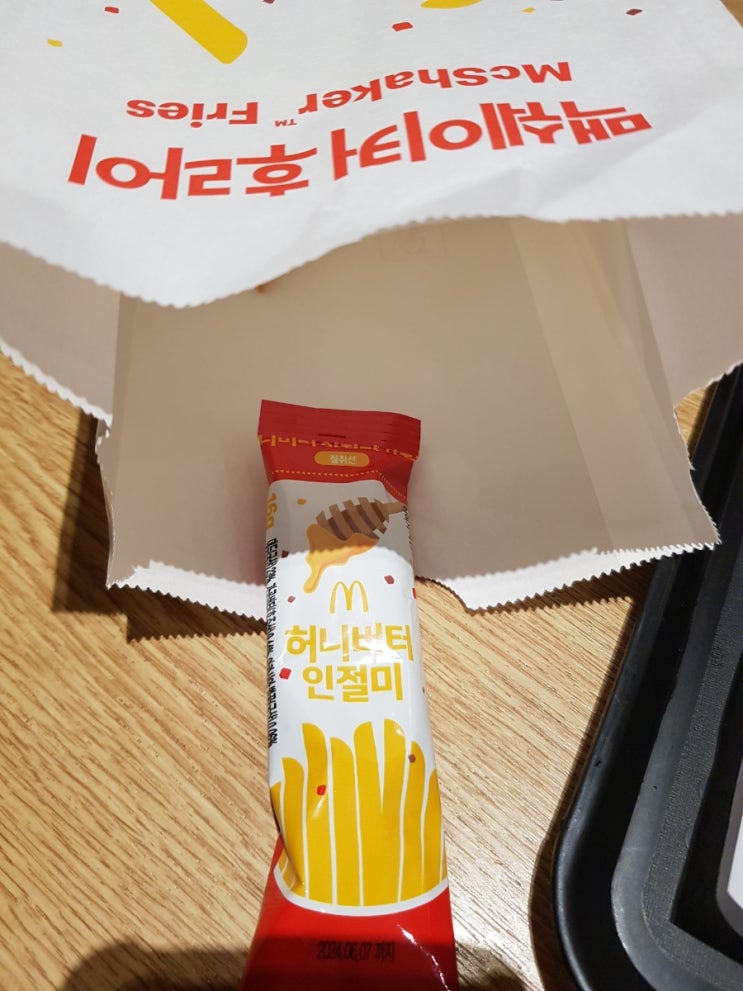 맥쉐이커 후라이
McShaker™ Fries
절취선
16g
허니버터
인절미
2024.06.07 까지